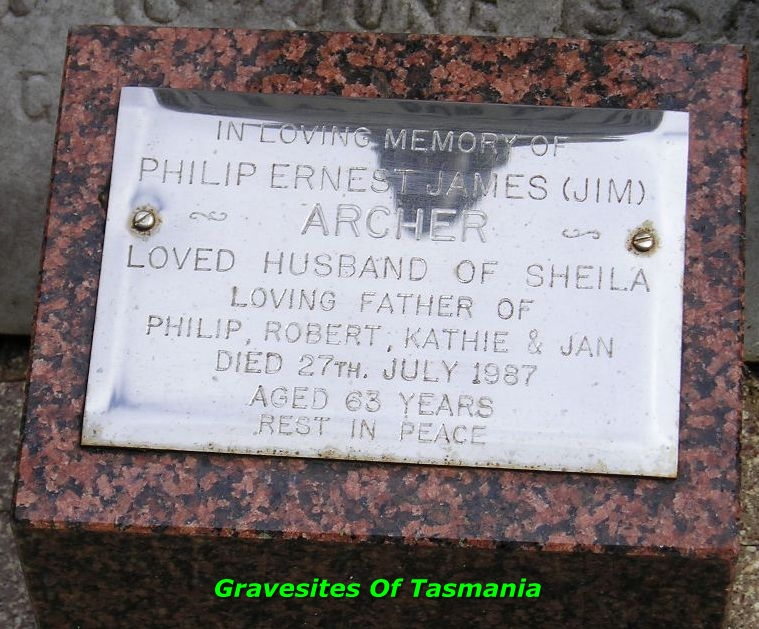 JUNE
IN LOVING MEMORY OF
PHILIP ERNEST JAMES (JIM)
ARCHER
LOVED HUSBAND OF SHEILA
LOVING FATHER OF
PHILIP, ROBERT, KATHIE & JAN
DIED 27TH. JULY 1987
AGED 63 YEARS
REST IN PEACE
Gravesites Of Tasmania